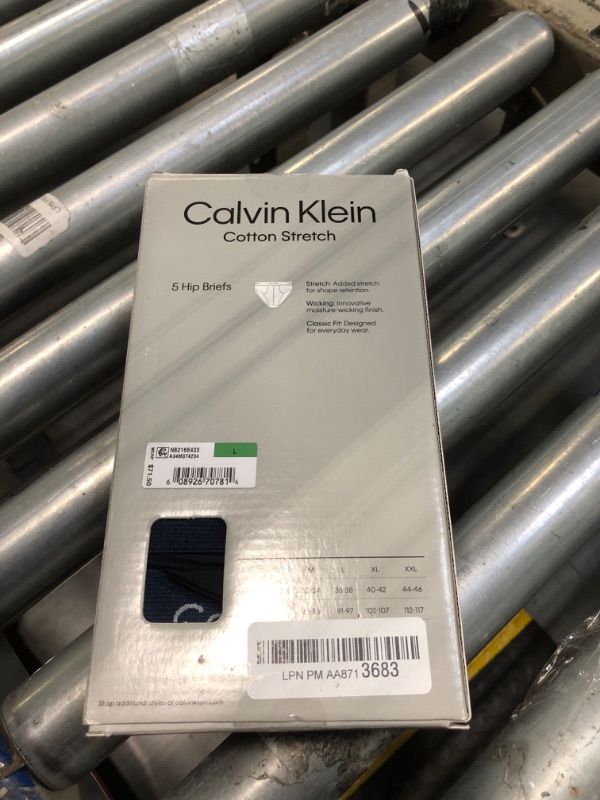 Calvin Klein
Cotton Stretch
5 Hip Briefs
Stretch: Added stretch
for shape retention.
Wicking: Innovative
moisture-wicking finish.
Classic Fit: Designed
for everyday wear.
MSRP $71.50
NB2166433
L
6 08926 70781 4
M L XL XXL
36-38 40-42 44-46
91-97 102-107 112-117
LPN PM AA871 3683
Shop additional styles at calvinklein.com